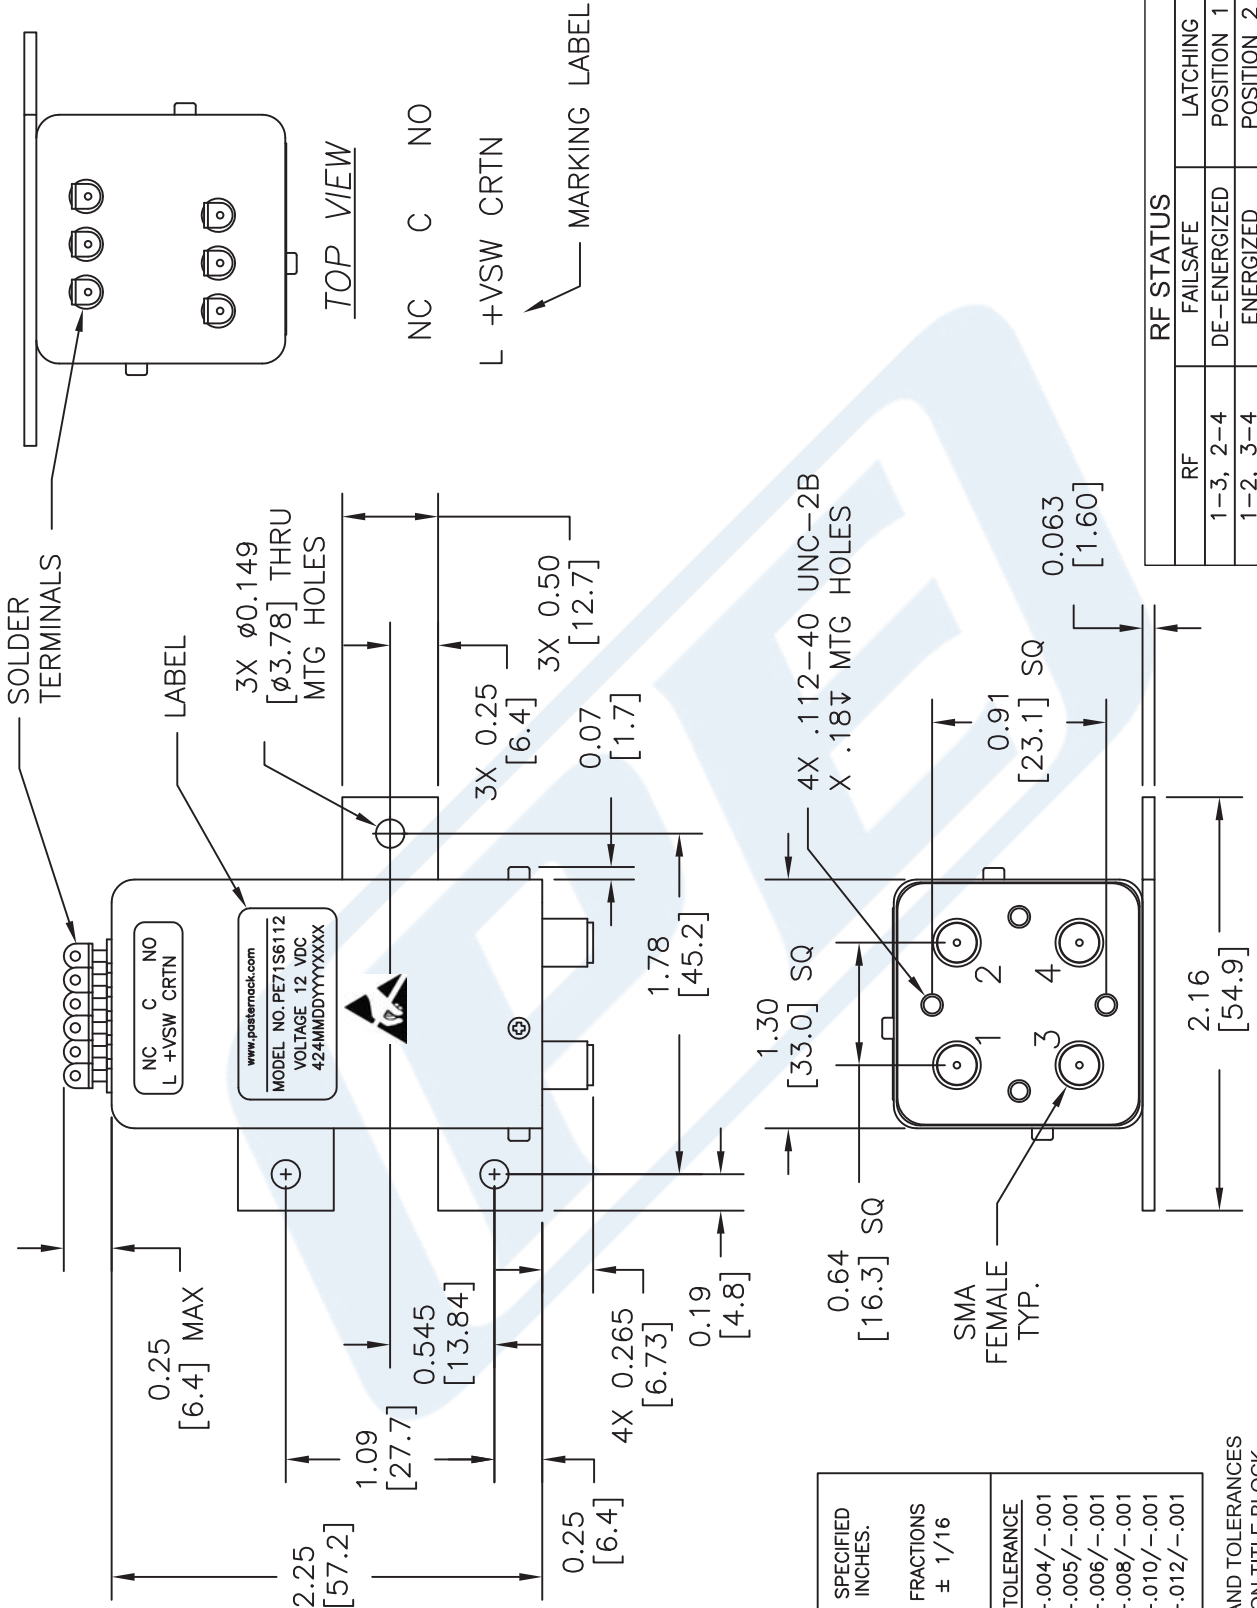 SOLDER
TERMINALS
TOP VIEW
NC C NO
L +VSW CRTN
MARKING LABEL
LABEL
NC C NO
L +VSW CRTN
www.pasternack.com
MODEL NO. PE71S6112
VOLTAGE 12 VDC
424MMDDYYYYXXXX
3X ø0.149
[ø3.78] THRU
MTG HOLES
3X 0.50
[12.7]
3X 0.25
[6.4]
0.07
[1.7]
1.78
[45.2]
0.25
[6.4] MAX
0.545
[13.84]
1.09
[27.7]
2.25
[57.2]
0.25
[6.4]
4X 0.265
[6.73]
0.19
[4.8]
4X .112-40 UNC-2B
X .18↧ MTG HOLES
0.91
[23.1] SQ
0.063
[1.60]
1.30
[33.0] SQ
0.64
[16.3] SQ
1
2
3
4
SMA
FEMALE
TYP.
2.16
[54.9]
RF STATUS
RF FAILSAFE LATCHING
1-3, 2-4 DE-ENERGIZED POSITION 1
1-2, 3-4 ENERGIZED POSITION 2
SPECIFIED
INCHES.
FRACTIONS
± 1/16
TOLERANCE
.004/-.001
.005/-.001
.006/-.001
.008/-.001
.010/-.001
.012/-.001
AND TOLERANCES
ON TITLE BLOCK
PE